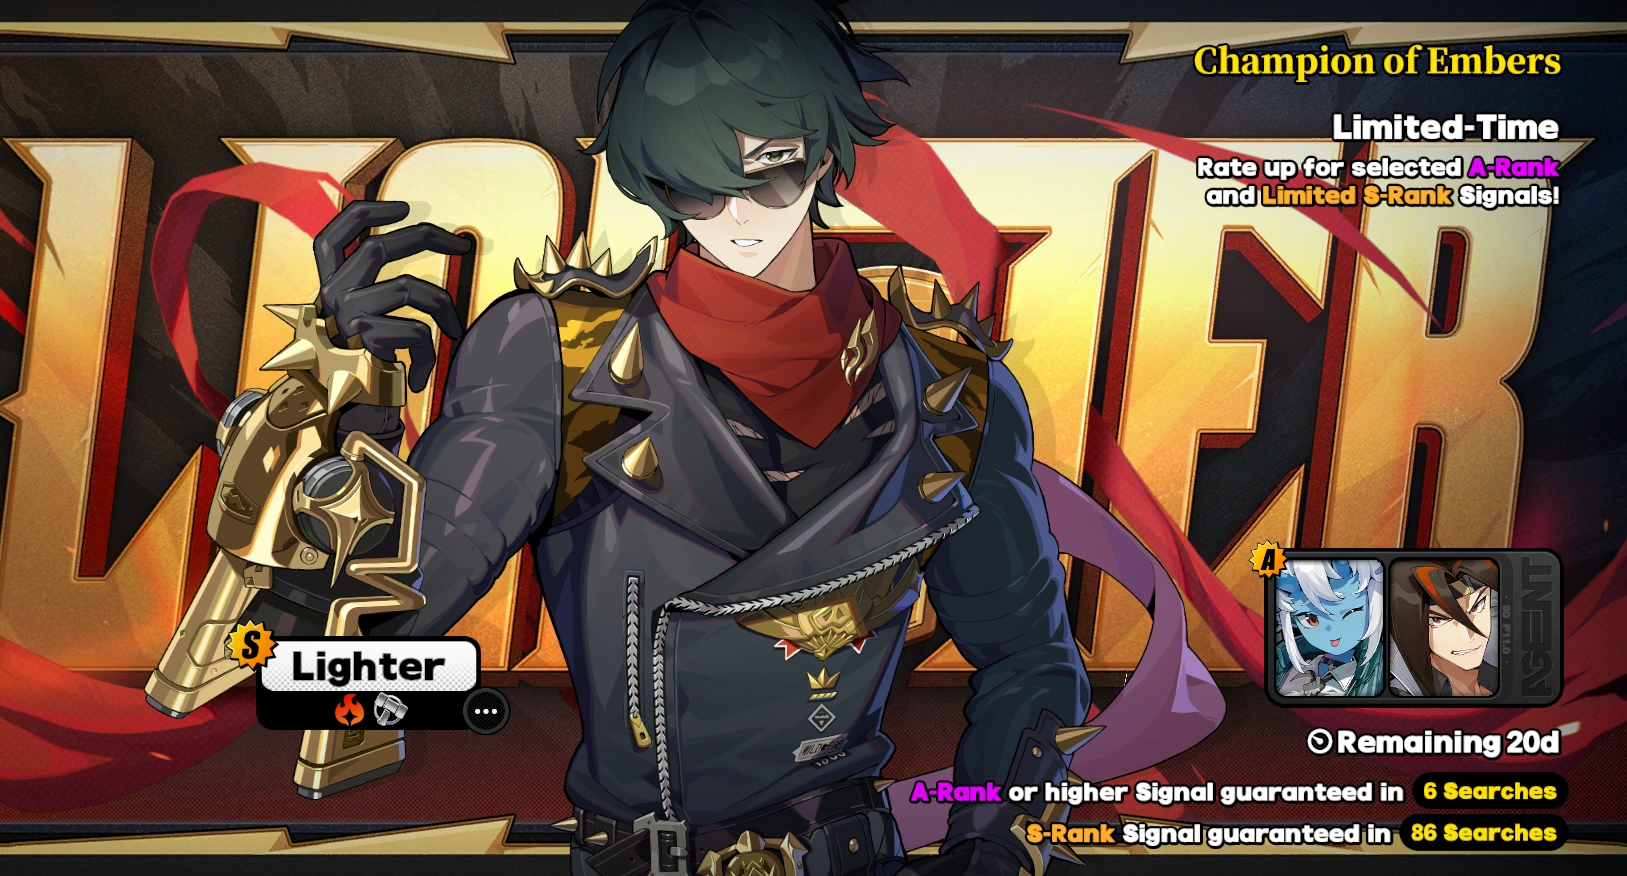 LIGHTER
Champion of Embers
Limited-Time
Rate up for selected A-Rank
and Limited S-Rank Signals!
S
Lighter
A
AGENT
Remaining 20d
A-Rank or higher Signal guaranteed in 6 Searches
S-Rank Signal guaranteed in 86 Searches